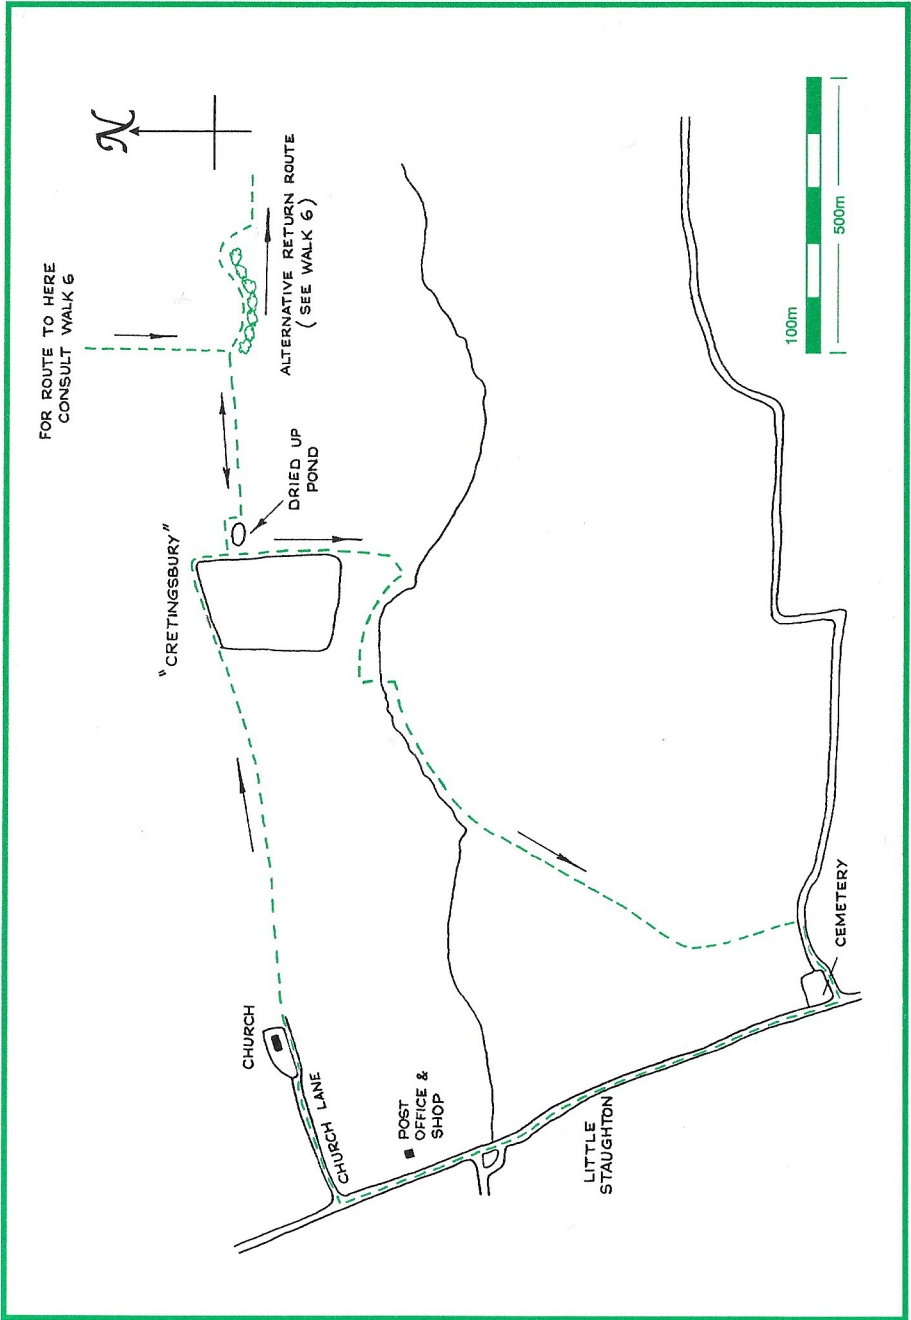 N
FOR ROUTE TO HERE
CONSULT WALK 6
ALTERNATIVE RETURN ROUTE
(SEE WALK 6)
"CRETINGSBURY"
DRIED UP
POND
CHURCH
CHURCH LANE
POST
OFFICE &
SHOP
LITTLE
STAUGHTON
CEMETERY
100m
500m